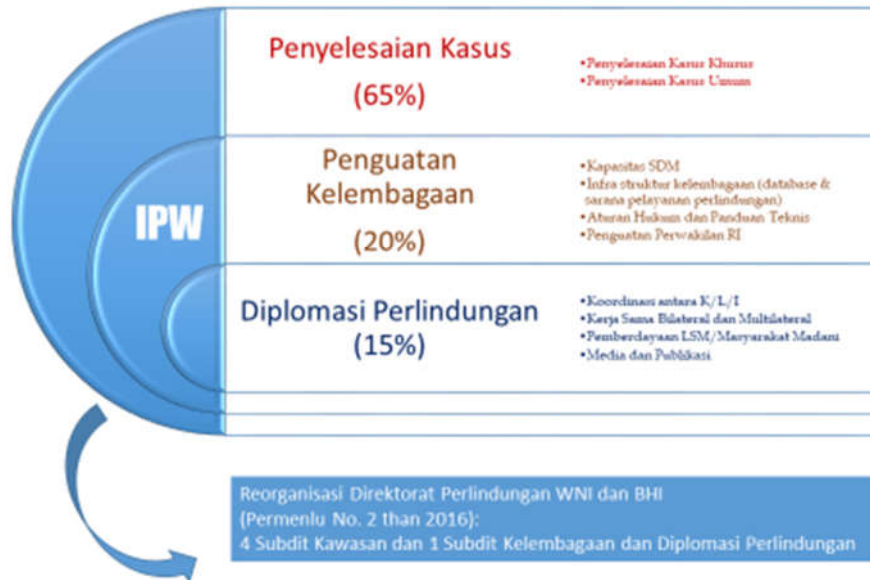 Penyelesaian Kasus
(65%)
•Penyelesaian Kasus Khusus
•Penyelesaian Kasus Umum
IPW
Penguatan
Kelembagaan
(20%)
•Kapasitas SDM
•Infra struktur kelembagaan (database &
sarana pelayanan perlindungan)
•Aturan Hukum dan Panduan Teknis
•Penguatan Perwakilan RI
Diplomasi Perlindungan
(15%)
•Koordinasi antara K/L/I
•Kerja Sama Bilateral dan Multilateral
•Pemberdayaan LSM/Masyarakat Madani
•Media dan Publikasi
Reorganisasi Direktorat Perlindungan WNI dan BHI
(Permenlu No. 2 than 2016):
4 Subdit Kawasan dan 1 Subdit Kelembagaan dan Diplomasi Perlindungan